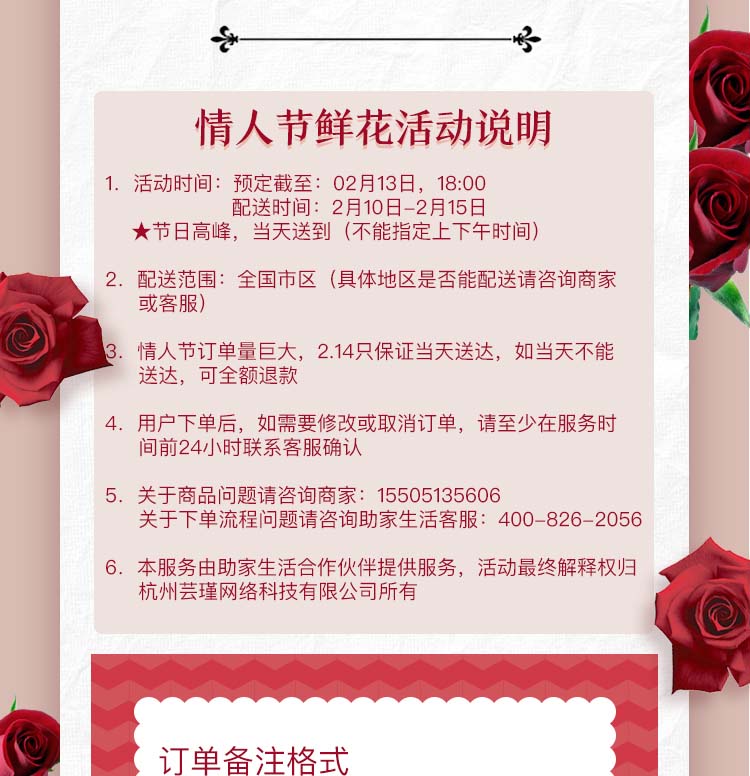 情人节鲜花活动说明
1. 活动时间：预定截至：02月13日，18:00
配送时间：2月10日-2月15日
★节日高峰，当天送到（不能指定上下午时间）
2. 配送范围：全国市区（具体地区是否能配送请咨询商家
或客服）
3. 情人节订单量巨大，2.14只保证当天送达，如当天不能
送达，可全额退款
4. 用户下单后，如需要修改或取消订单，请至少在服务时
间前24小时联系客服确认
5. 关于商品问题请咨询商家：15505135606
关于下单流程问题请咨询助家生活客服：400-826-2056
6. 本服务由助家生活合作伙伴提供服务，活动最终解释权归
杭州芸瑾网络科技有限公司所有
订单备注格式